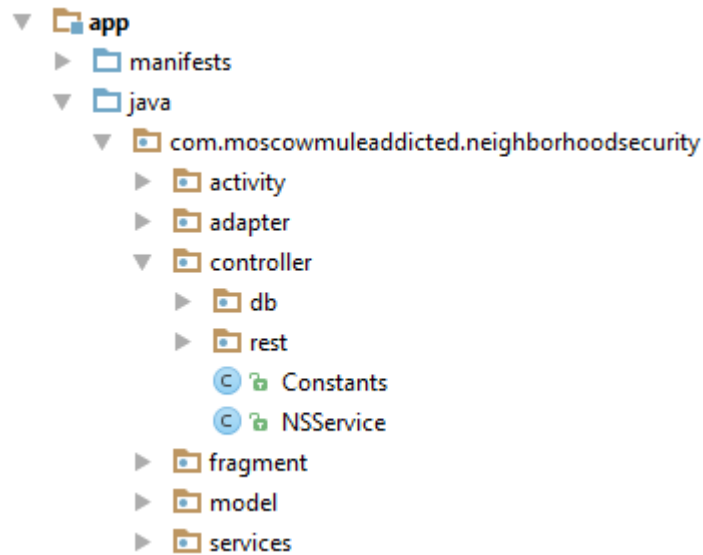 app
manifests
java
com.moscowmuleaddicted.neighborhoodsecurity
activity
adapter
controller
db
rest
C Constants
C NSService
fragment
model
services